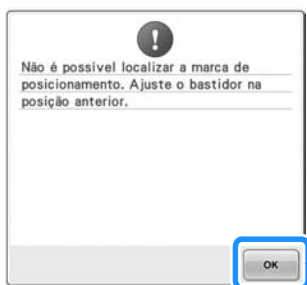 Não é possível localizar a marca de
posicionamento. Ajuste o bastidor na
posição anterior.
OK